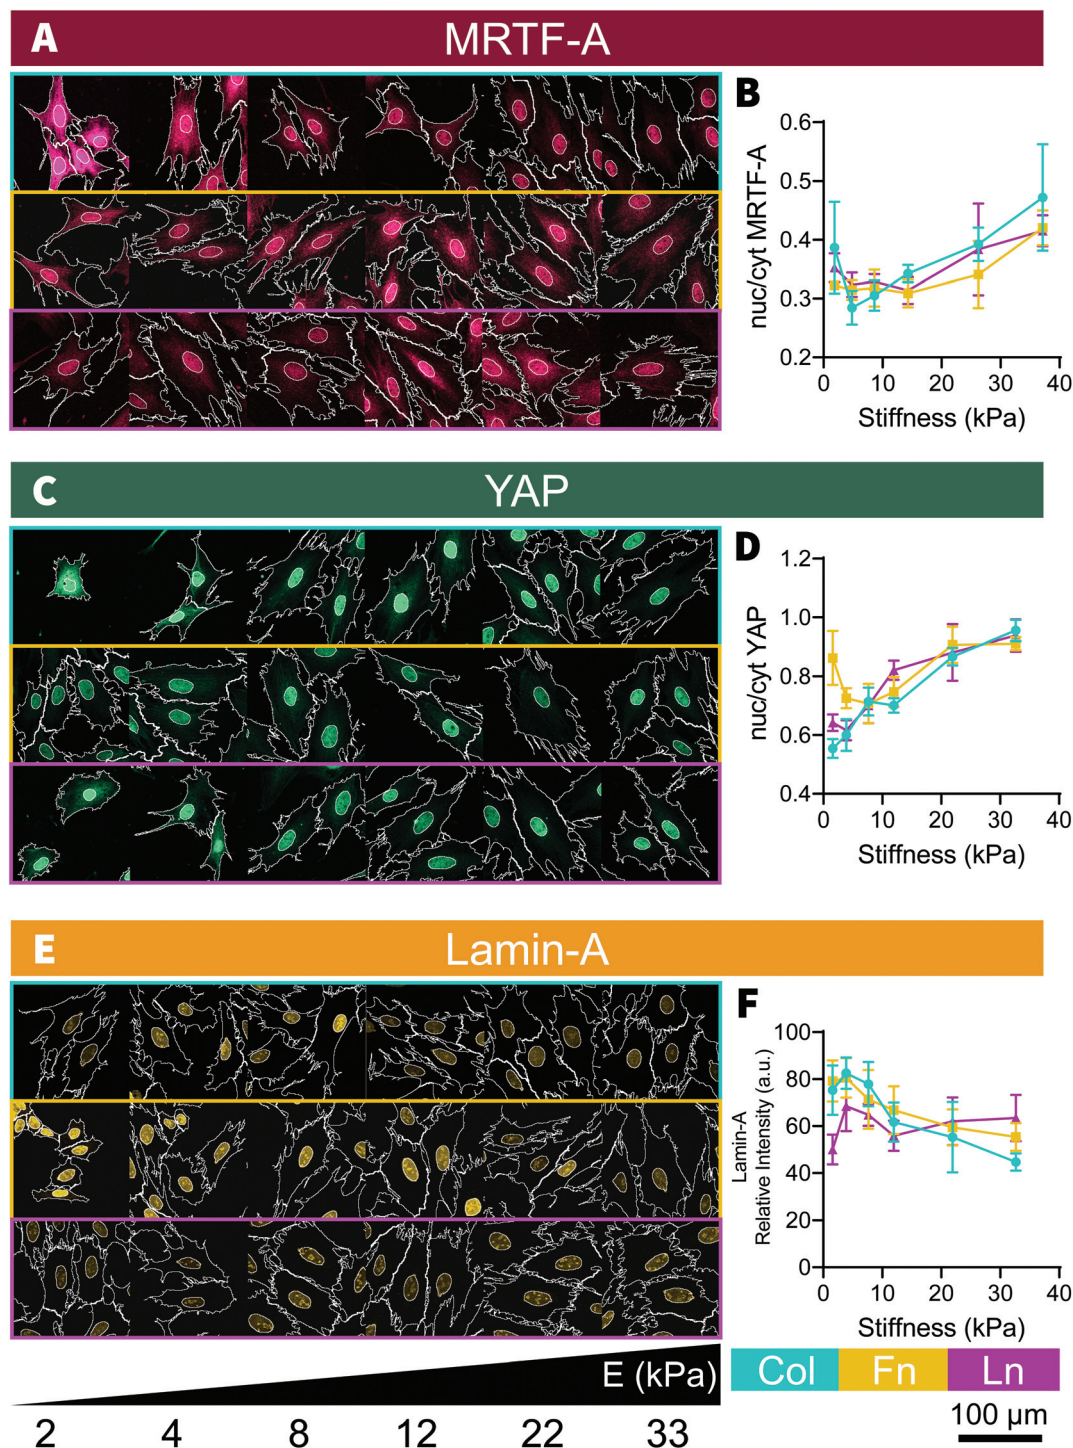 A MRTF-A
B
0.6
0.5
0.4
0.3
0.2
nuc/cyt MRTF-A
0 10 20 30 40
Stiffness (kPa)
C YAP
D
1.2
1.0
0.8
0.6
0.4
nuc/cyt YAP
0 10 20 30 40
Stiffness (kPa)
E Lamin-A
F
100
80
60
40
20
0
Lamin-A
Relative Intensity (a.u.)
0 10 20 30 40
Stiffness (kPa)
E (kPa)
Col Fn Ln
2 4 8 12 22 33
100 µm